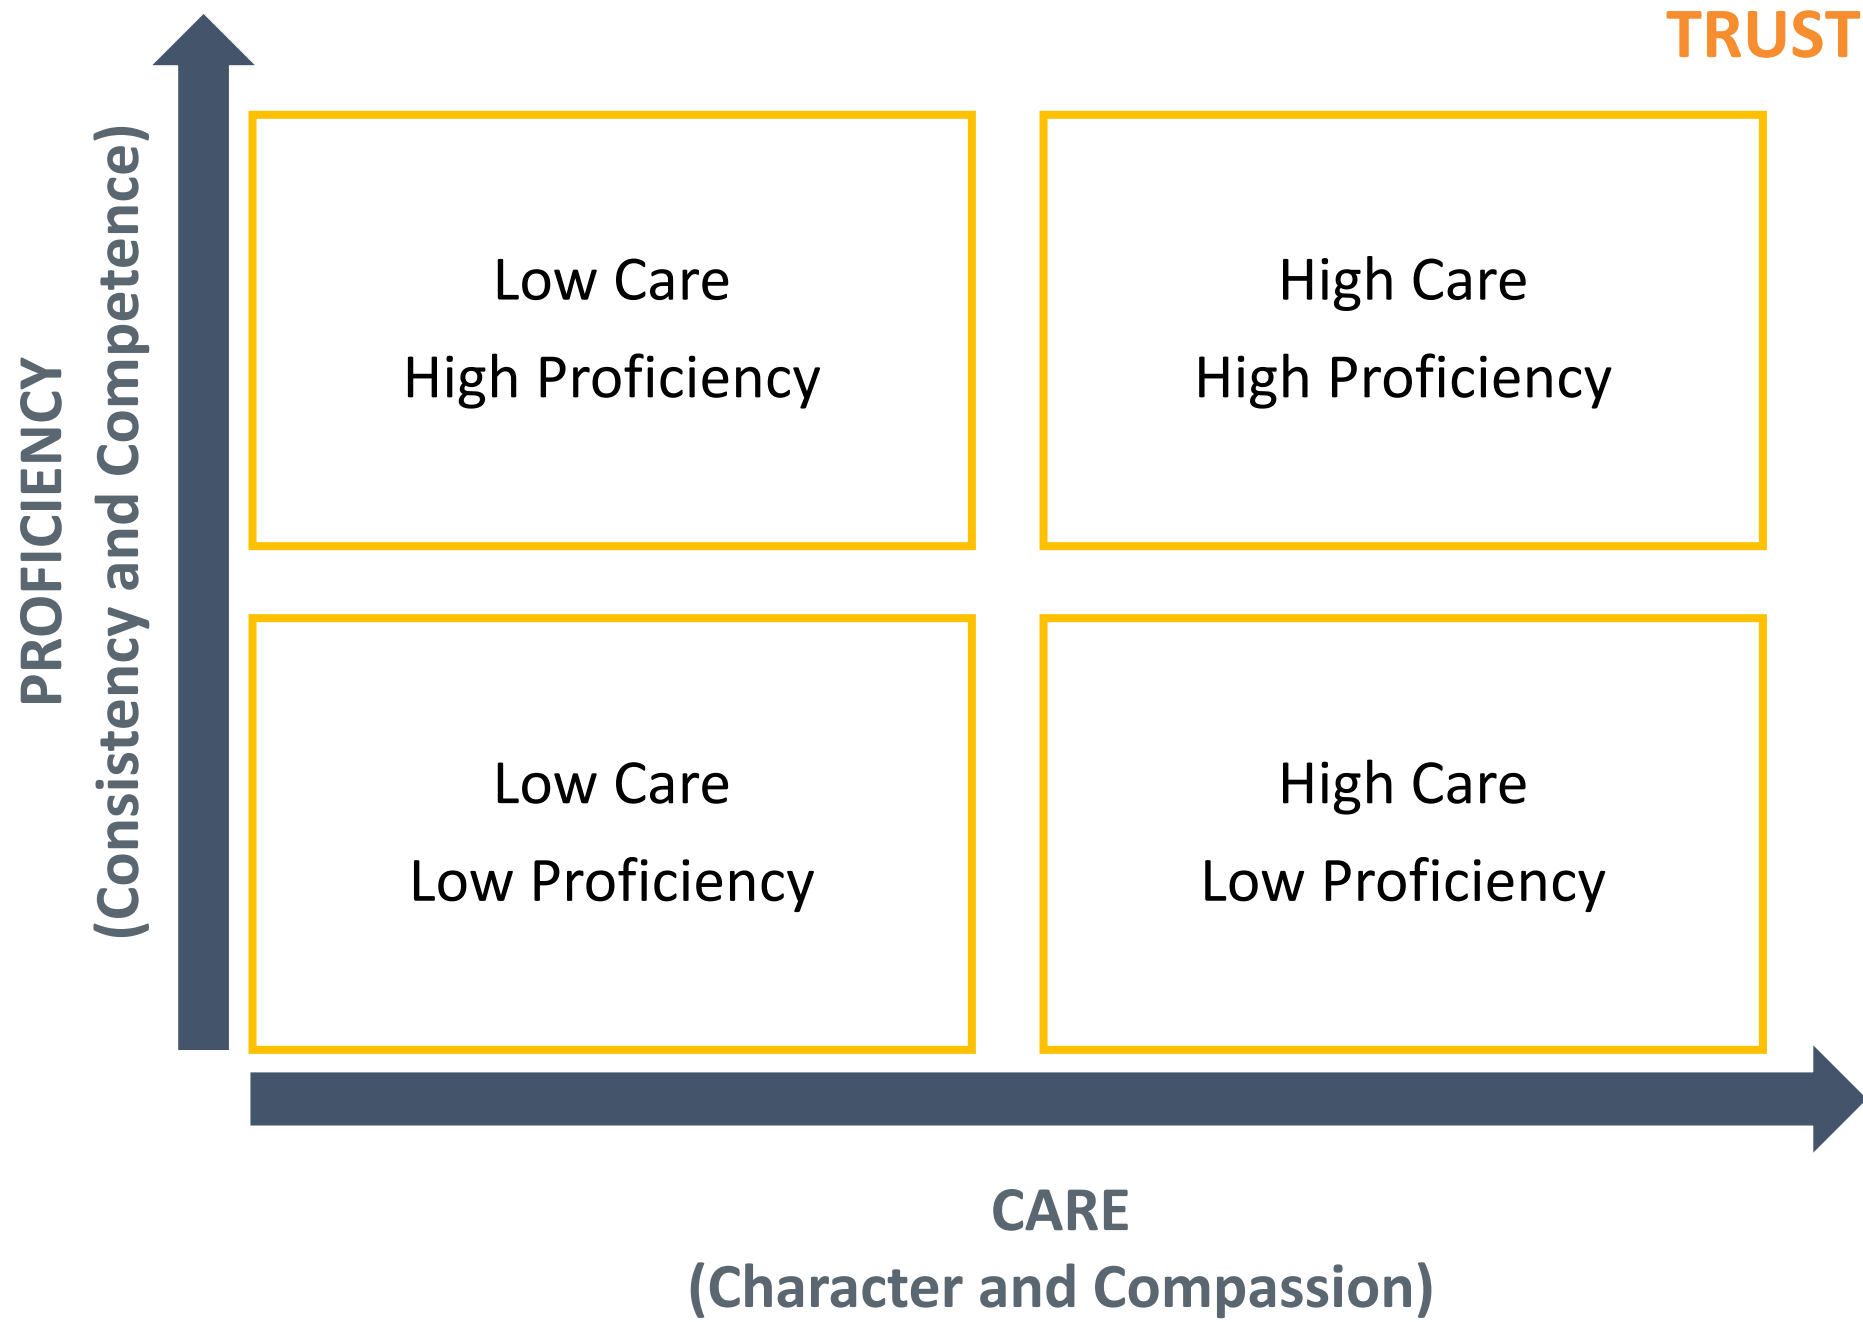 TRUST
PROFICIENCY
(Consistency and Competence)
Low Care
High Proficiency
High Care
High Proficiency
Low Care
Low Proficiency
High Care
Low Proficiency
CARE
(Character and Compassion)